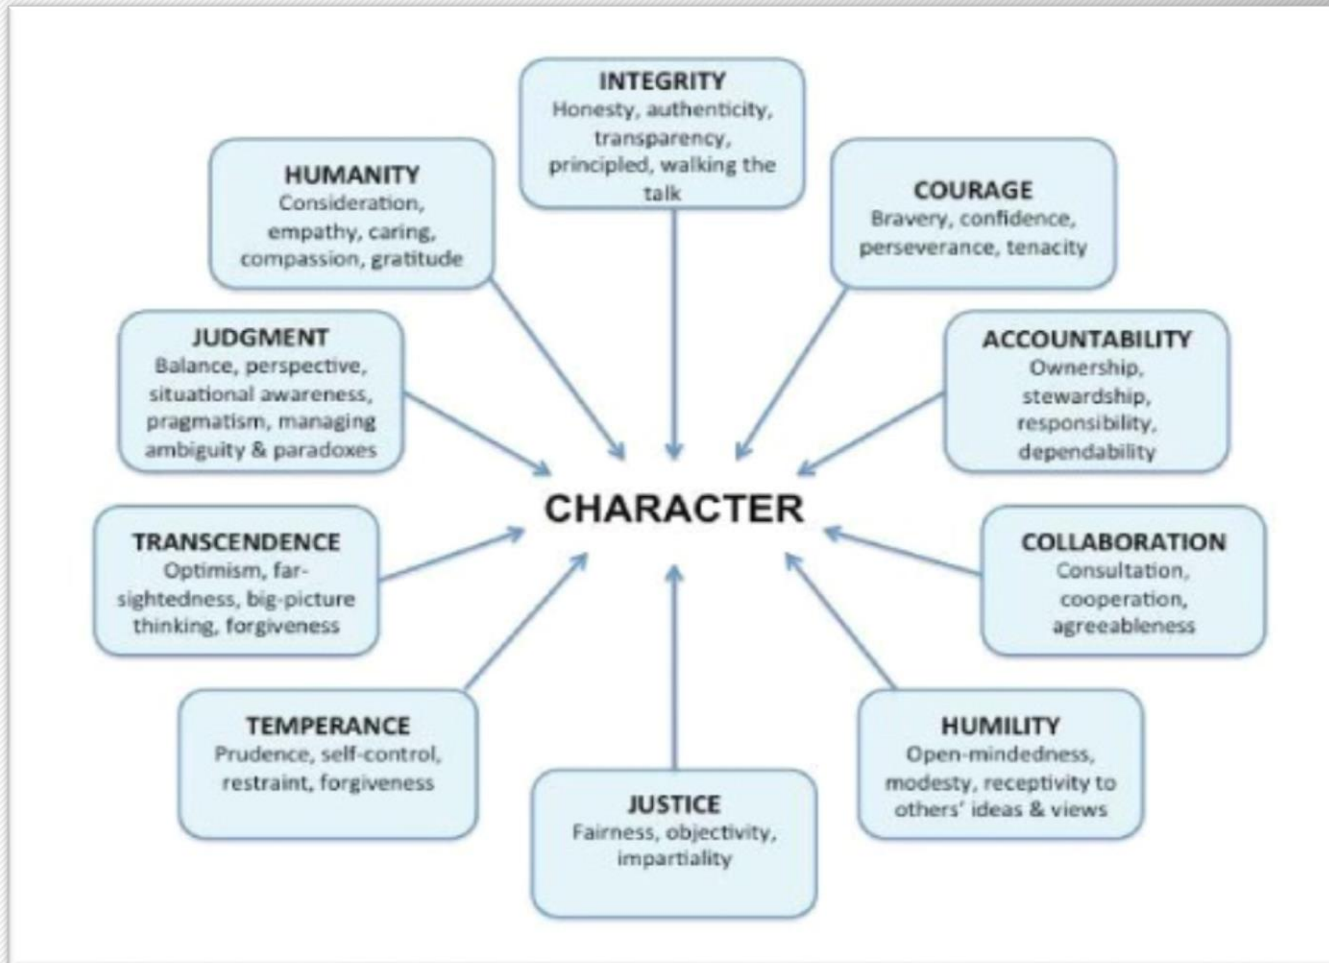 INTEGRITY
Honesty, authenticity,
transparency,
principled, walking the
talk
HUMANITY
Consideration,
empathy, caring,
compassion, gratitude
COURAGE
Bravery, confidence,
perseverance, tenacity
JUDGMENT
Balance, perspective,
situational awareness,
pragmatism, managing
ambiguity & paradoxes
ACCOUNTABILITY
Ownership,
stewardship,
responsibility,
dependability
CHARACTER
TRANSCENDENCE
Optimism, far-
sightedness, big-picture
thinking, forgiveness
COLLABORATION
Consultation,
cooperation,
agreeableness
TEMPERANCE
Prudence, self-control,
restraint, forgiveness
HUMILITY
Open-mindedness,
modesty, receptivity to
others' ideas & views
JUSTICE
Fairness, objectivity,
impartiality